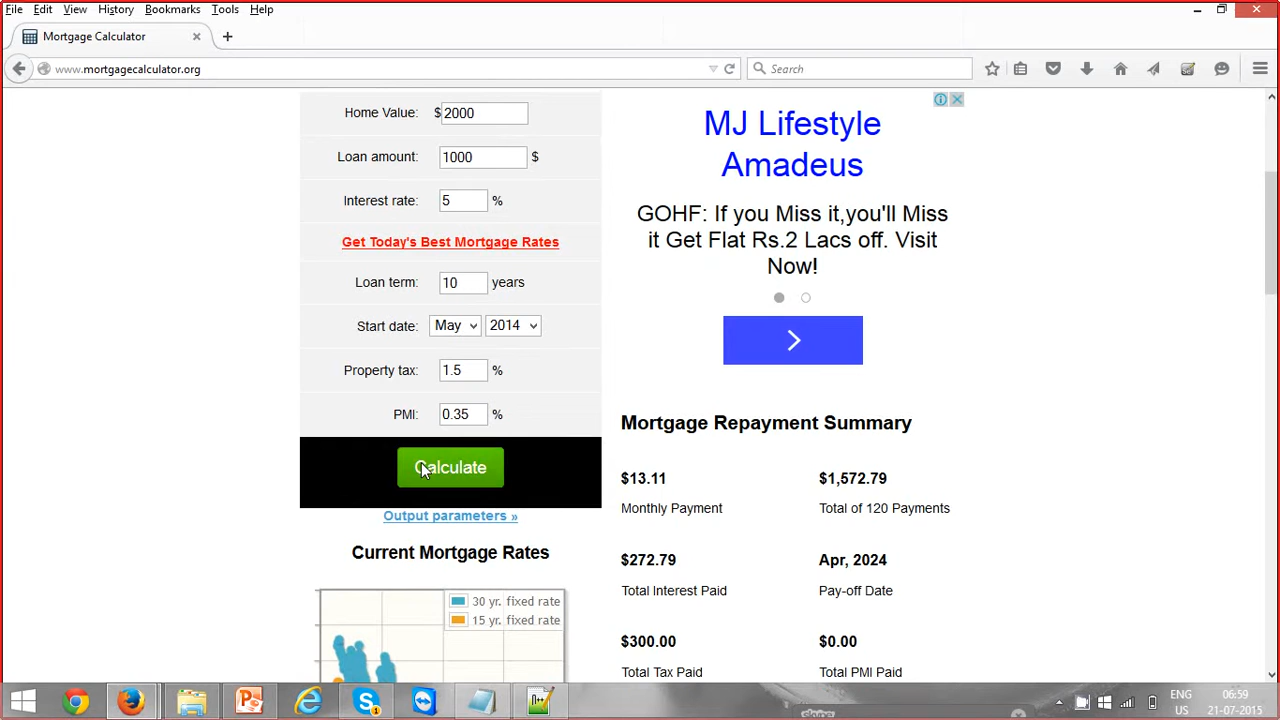 File Edit View History Bookmarks Tools Help
Mortgage Calculator
www.mortgagecalculator.org
Search
Home Value: $ 2000
Loan amount: 1000 $
Interest rate: 5 %
Get Today's Best Mortgage Rates
Loan term: 10 years
Start date: May 2014
Property tax: 1.5 %
PMI: 0.35 %
Calculate
Output parameters »
Current Mortgage Rates
30 yr. fixed rate
15 yr. fixed rate
MJ Lifestyle
Amadeus
GOHF: If you Miss it,you'll Miss
it Get Flat Rs.2 Lacs off. Visit
Now!
Mortgage Repayment Summary
$13.11 $1,572.79
Monthly Payment Total of 120 Payments
$272.79 Apr, 2024
Total Interest Paid Pay-off Date
$300.00 $0.00
Total Tax Paid Total PMI Paid
ENG 06:59
US 21-07-2015